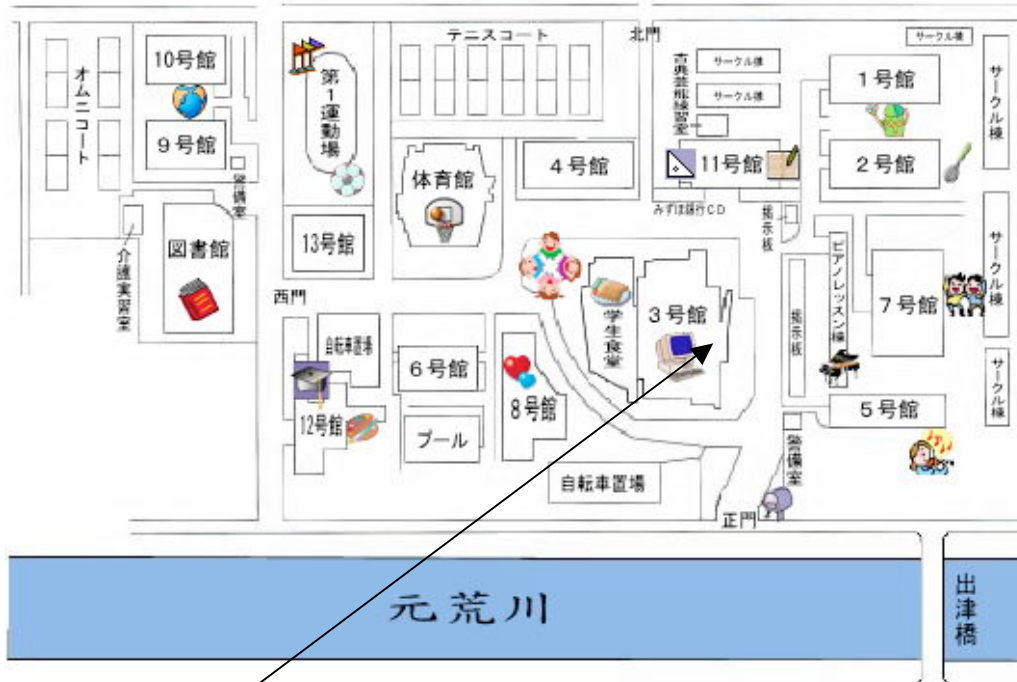 オムニコート
10号館
9号館
警備室
図書館
介護実習室
第1運動場
テニスコート
体育館
13号館
4号館
北門
サークル棟
サークル棟
サークル棟
古典芸能練習室
11号館
みずほ銀行CD
掲示板
1号館
2号館
サークル棟
サークル棟
サークル棟
7号館
ピアノレッスン棟
掲示板
3号館
学生食堂
西門
自転車置場
6号館
8号館
12号館
プール
5号館
警備室
自転車置場
正門
元荒川
出津橋